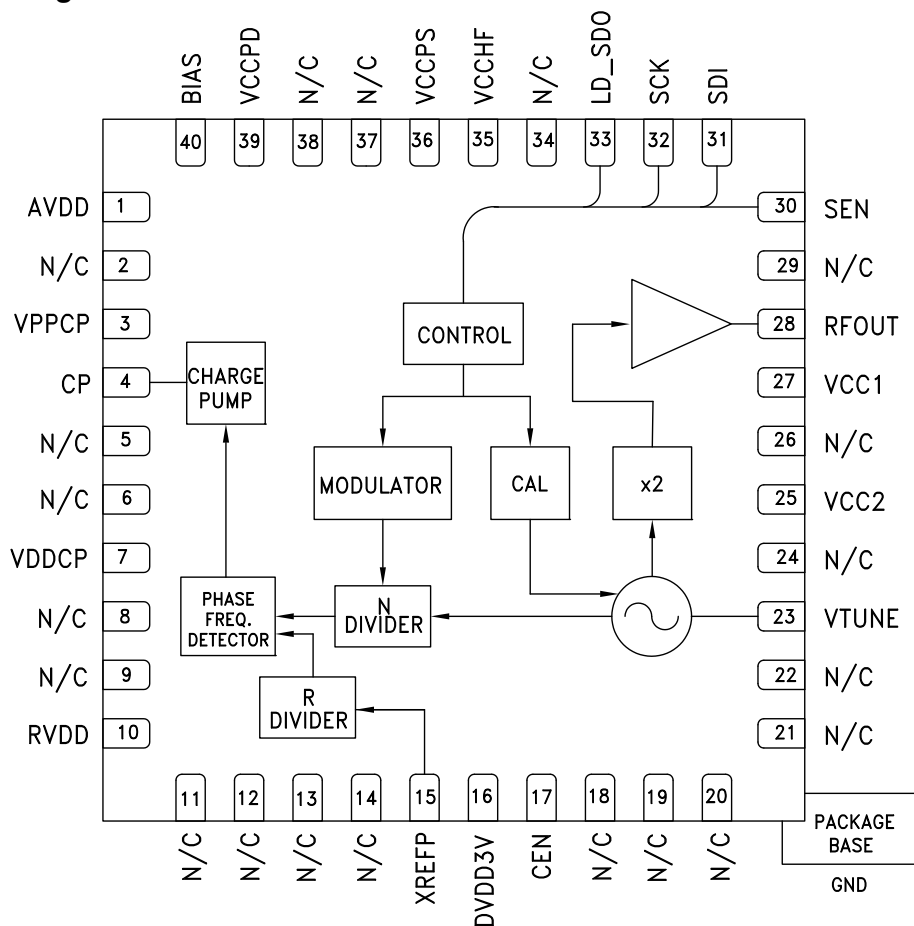 BIAS
VCCPD
N/C
N/C
VCCPS
VCCHF
N/C
LD_SDO
SCK
SDI
40
39
38
37
36
35
34
33
32
31
AVDD
1
30
SEN
N/C
2
29
N/C
VPPCP
3
CONTROL
28
RFOUT
CP
4
CHARGE
PUMP
27
VCC1
N/C
5
26
N/C
N/C
6
MODULATOR
CAL
x2
25
VCC2
VDDCP
7
24
N/C
N/C
8
PHASE
FREQ.
DETECTOR
N
DIVIDER
23
VTUNE
N/C
9
22
N/C
RVDD
10
R
DIVIDER
21
N/C
11
12
13
14
15
16
17
18
19
20
N/C
N/C
N/C
N/C
XREFP
DVDD3V
CEN
N/C
N/C
N/C
PACKAGE
BASE
GND